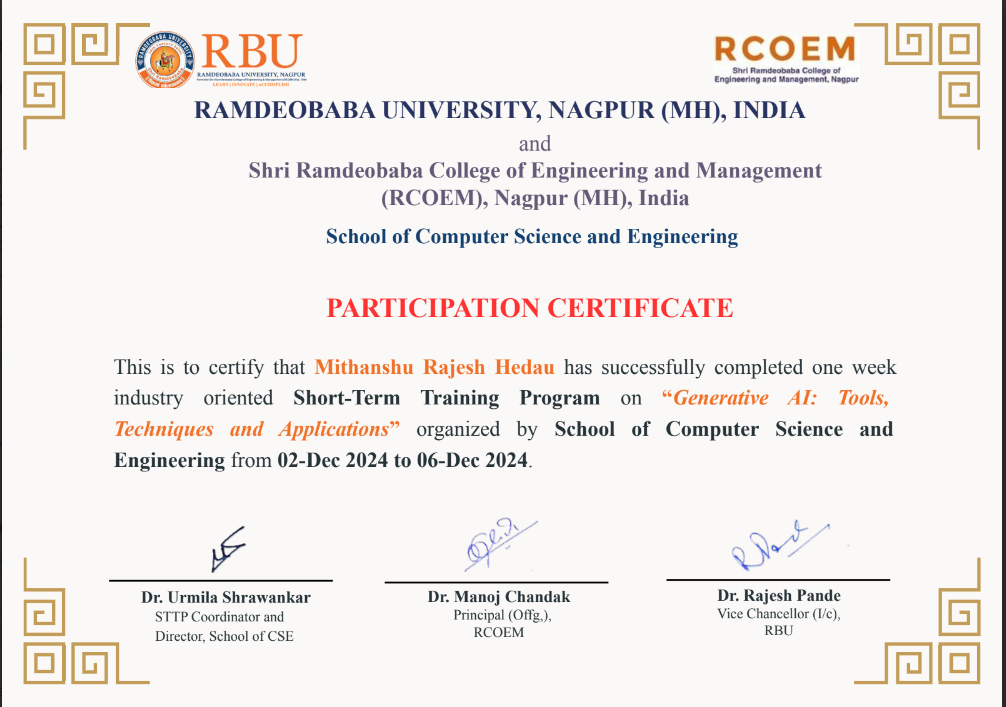 RBU
RAMDEOBABA UNIVERSITY, NAGPUR
LEARN | INNOVATE | ACCOMPLISH
RCOEM
Shri Ramdeobaba College of
Engineering and Management, Nagpur
RAMDEOBABA UNIVERSITY, NAGPUR (MH), INDIA
and
Shri Ramdeobaba College of Engineering and Management
(RCOEM), Nagpur (MH), India
School of Computer Science and Engineering
PARTICIPATION CERTIFICATE
This is to certify that Mithanshu Rajesh Hedau has successfully completed one week
industry oriented Short-Term Training Program on “Generative AI: Tools,
Techniques and Applications” organized by School of Computer Science and
Engineering from 02-Dec 2024 to 06-Dec 2024.
Dr. Urmila Shrawankar
STTP Coordinator and
Director, School of CSE
Dr. Manoj Chandak
Principal (Offg,),
RCOEM
Dr. Rajesh Pande
Vice Chancellor (I/c),
RBU